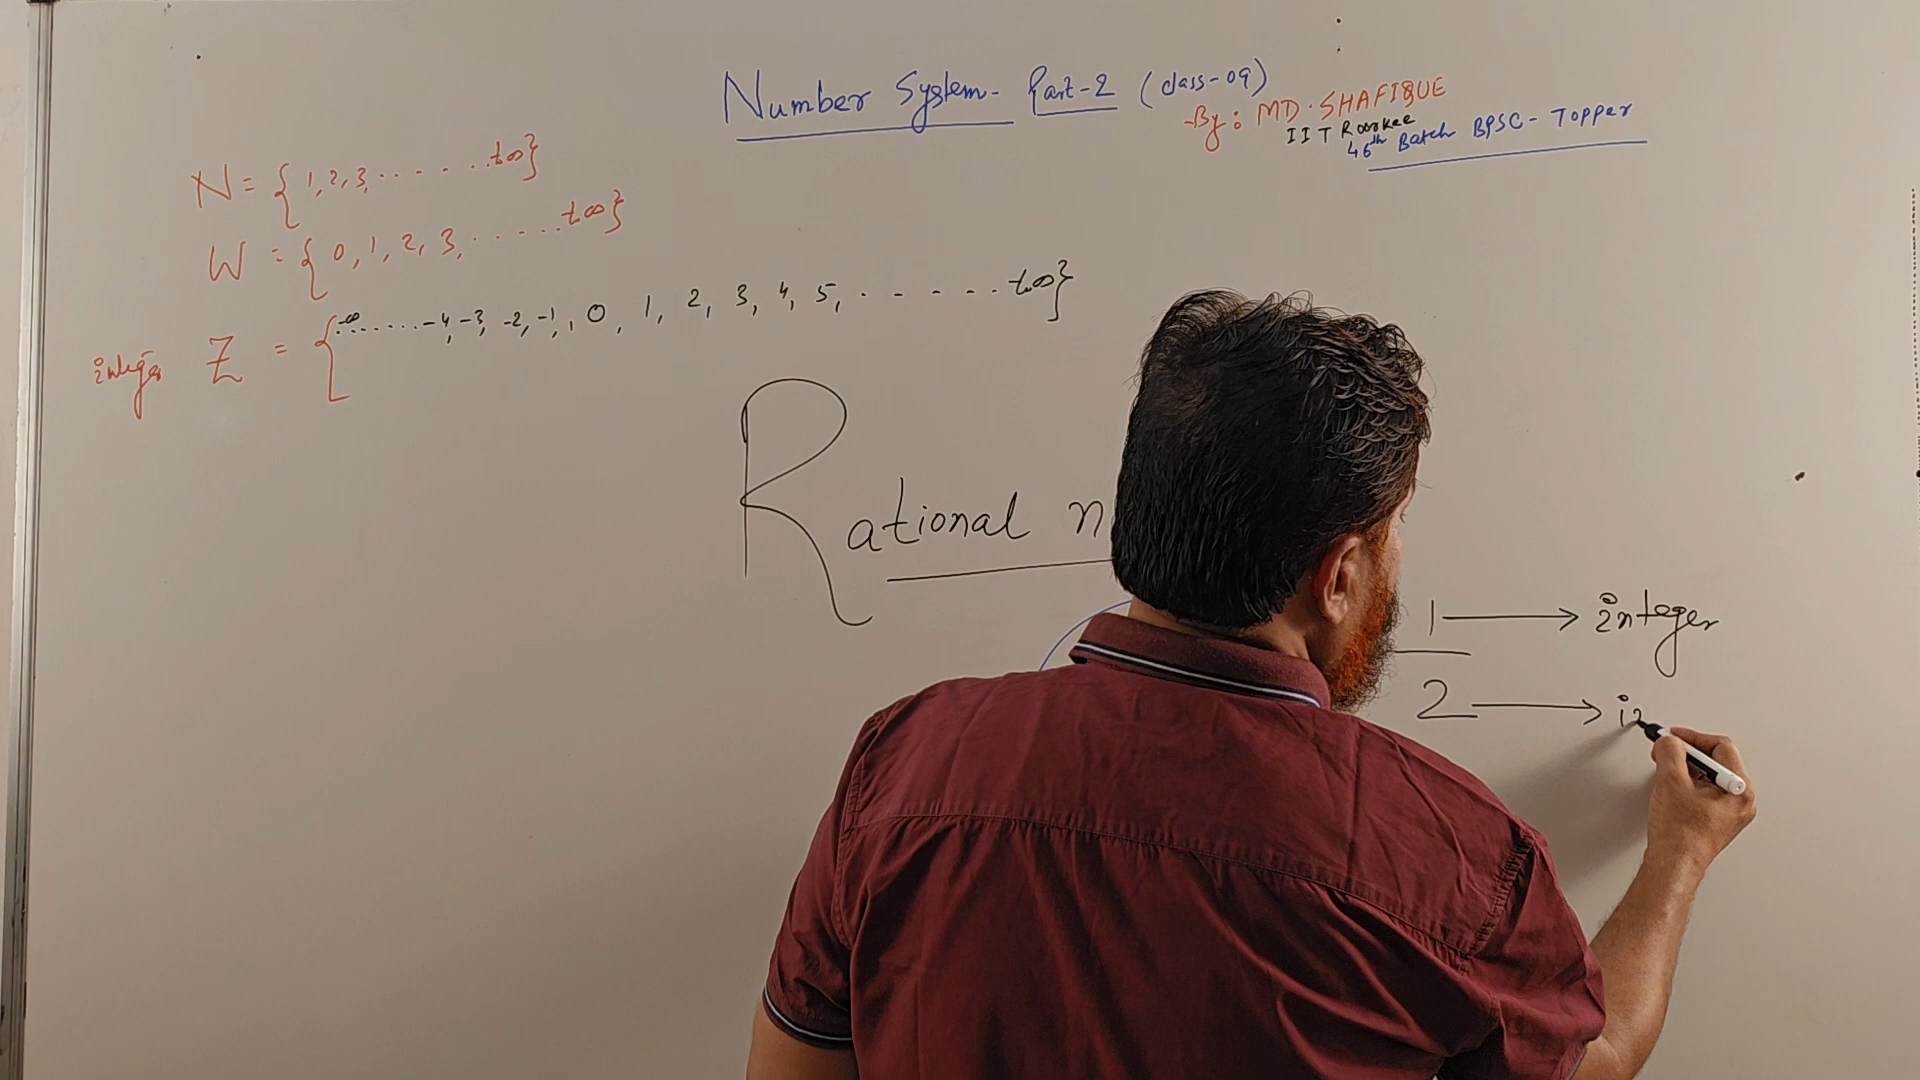 Number System- Part-2 (class-09)
-By: MD. SHAFIQUE
IIT Roorkee
46th Batch BPSC - Topper
N = { 1, 2, 3, ...... to ∞}
W = { 0, 1, 2, 3, ...... to ∞}
integer Z = { -∞ ....... -4, -3, -2, -1, , 0, 1, 2, 3, 4, 5, ...... to ∞}
Rational n
1 → integer
2 → in